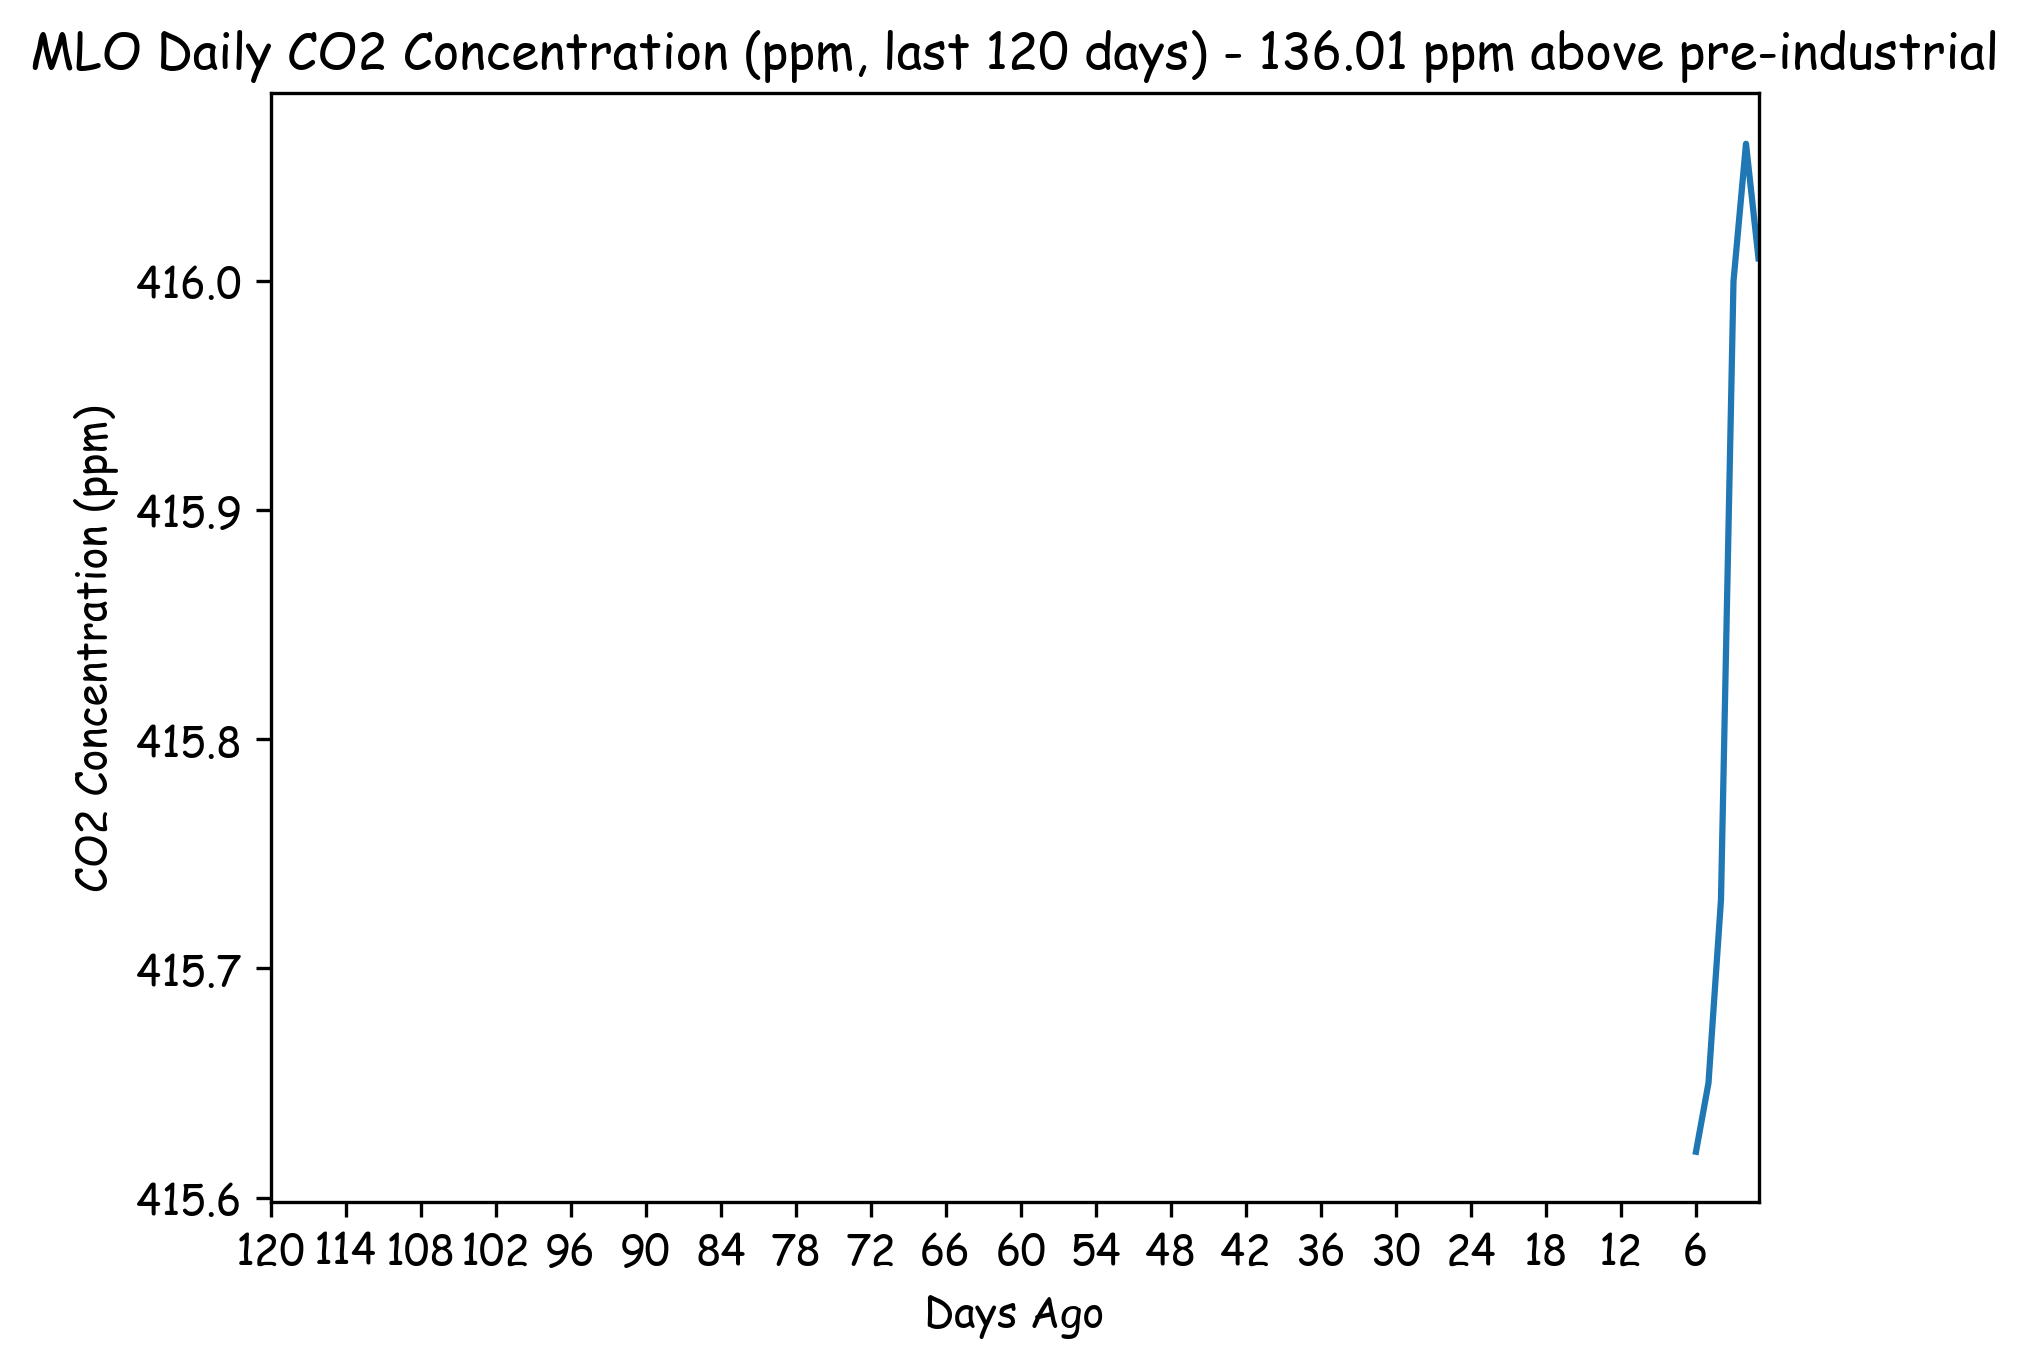 MLO Daily CO2 Concentration (ppm, last 120 days) - 136.01 ppm above pre-industrial
CO2 Concentration (ppm)
416.0
415.9
415.8
415.7
415.6
120 114 108 102 96 90 84 78 72 66 60 54 48 42 36 30 24 18 12 6
Days Ago